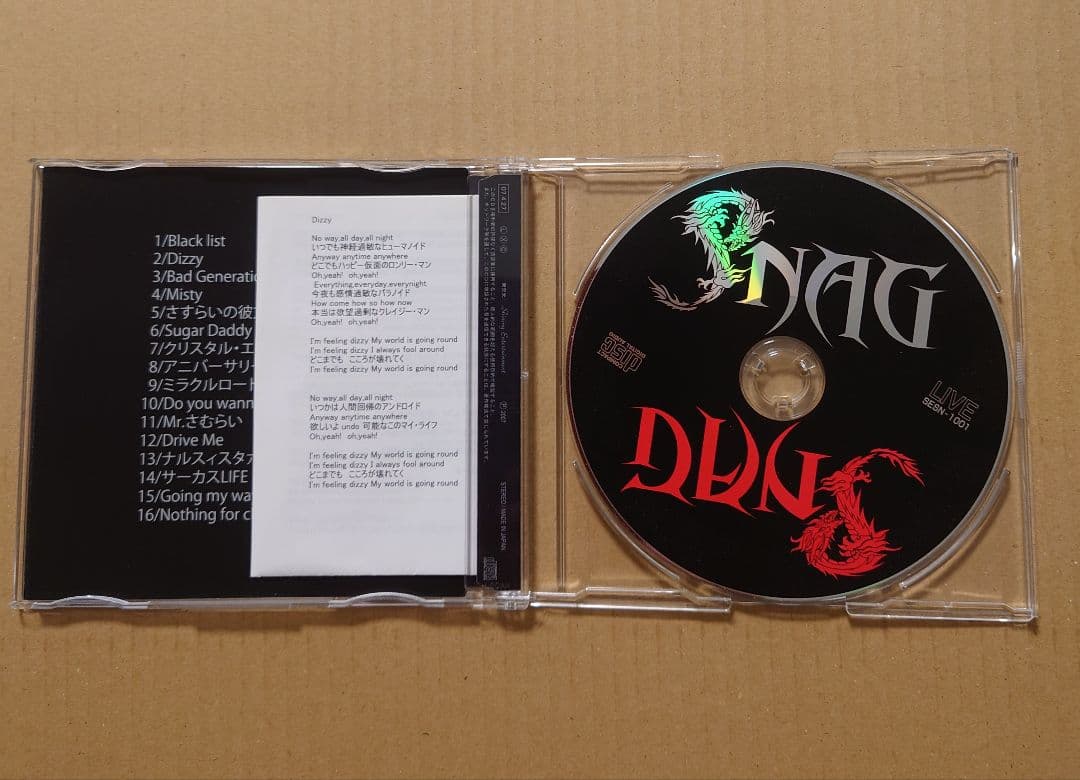 1/Black list
2/Dizzy
3/Bad Generatio
4/Misty
5/さすらいの彼
6/Sugar Daddy
7/クリスタル・エ
8/アニバーサリー
9/ミラクルロード
10/Do you wann
11/Mr.さむらい
12/Drive Me
13/ナルスィスタ
14/サーカスLIFE
15/Going my wa
16/Nothing for c
Dizzy
No way,all day,all night
いつでも神経過敏なヒューマノイド
Anyway anytime anywhere
どこでもハッピー仮面のロンリー・マン
Oh,yeah! oh,yeah!
Everything,everyday,everynight
今夜も感情過敏なパラノイド
How come how so how now
本当は欲望過剰なクレイジー・マン
Oh,yeah! oh,yeah!
I'm feeling dizzy My world is going round
I'm feeling dizzy I always fool around
どこまでも こころが壊れてく
I'm feeling dizzy My world is going round
No way,all day,all night
いつかは人間回帰のアンドロイド
Anyway anytime anywhere
欲しいよ undo 可能なこのマイ・ライフ
Oh,yeah! oh,yeah!
I'm feeling dizzy My world is going round
I'm feeling dizzy I always fool around
どこまでも こころが壊れてく
I'm feeling dizzy My world is going round
07.4.27
Entertainment
Ⓟ 2007
STEREO MADE IN JAPAN
SNAG
COMPACT
disc
DIGITAL AUDIO
LIVE
SESN-1001
SNAG